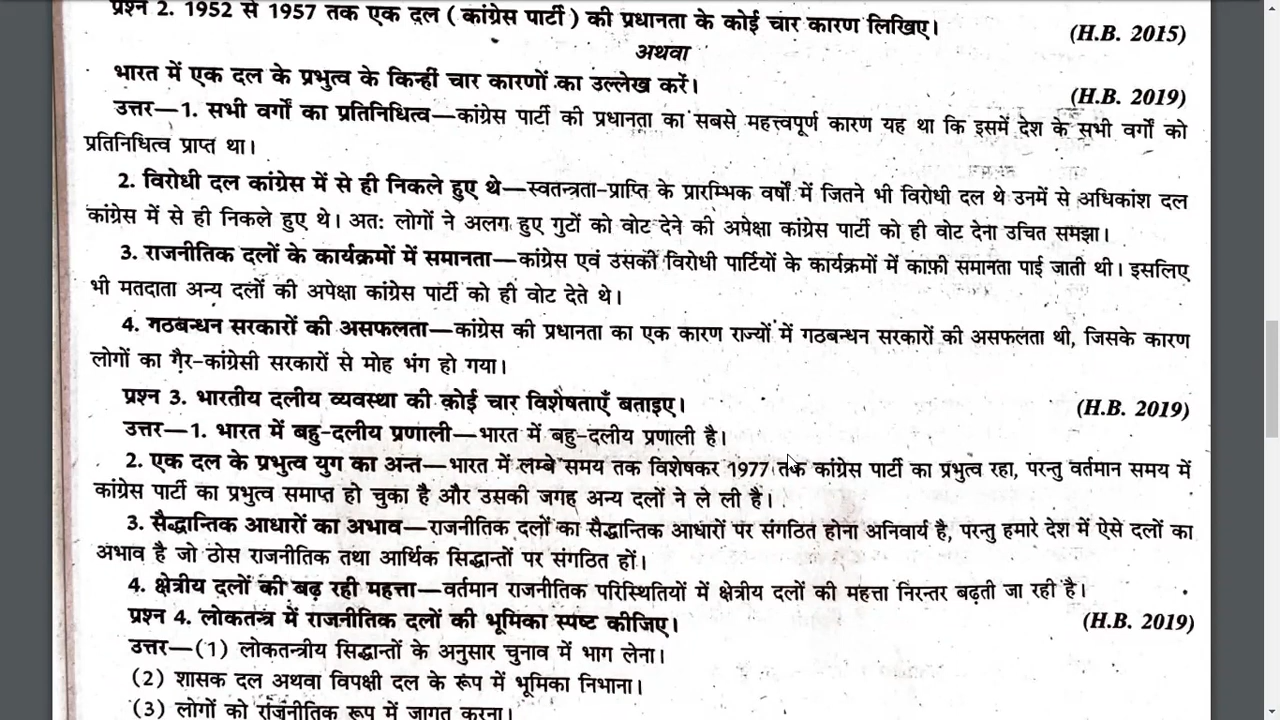 प्रश्न 2. 1952 से 1957 तक एक दल (कांग्रेस पार्टी) की प्रधानता के कोई चार कारण लिखिए।
(H.B. 2015)
अथवा
भारत में एक दल के प्रभुत्व के किन्हीं चार कारणों का उल्लेख करें।
(H.B. 2019)
उत्तर—1. सभी वर्गों का प्रतिनिधित्व—कांग्रेस पार्टी की प्रधानता का सबसे महत्त्वपूर्ण कारण यह था कि इसमें देश के सभी वर्गों को
प्रतिनिधित्व प्राप्त था।
2. विरोधी दल कांग्रेस में से ही निकले हुए थे—स्वतन्त्रता-प्राप्ति के प्रारम्भिक वर्षों में जितने भी विरोधी दल थे उनमें से अधिकांश दल
कांग्रेस में से ही निकले हुए थे। अतः लोगों ने अलग हुए गुटों को वोट देने की अपेक्षा कांग्रेस पार्टी को ही वोट देना उचित समझा।
3. राजनीतिक दलों के कार्यक्रमों में समानता—कांग्रेस एवं उसकी विरोधी पार्टियों के कार्यक्रमों में काफ़ी समानता पाई जाती थी। इसलिए
भी मतदाता अन्य दलों की अपेक्षा कांग्रेस पार्टी को ही वोट देते थे।
4. गठबन्धन सरकारों की असफलता—कांग्रेस की प्रधानता का एक कारण राज्यों में गठबन्धन सरकारों की असफलता थी, जिसके कारण
लोगों का गैर-कांग्रेसी सरकारों से मोह भंग हो गया।
प्रश्न 3. भारतीय दलीय व्यवस्था की कोई चार विशेषताएँ बताइए।
(H.B. 2019)
उत्तर—1. भारत में बहु-दलीय प्रणाली—भारत में बहु-दलीय प्रणाली है।
2. एक दल के प्रभुत्व युग का अन्त—भारत में लम्बे समय तक विशेषकर 1977 तक कांग्रेस पार्टी का प्रभुत्व रहा, परन्तु वर्तमान समय में
कांग्रेस पार्टी का प्रभुत्व समाप्त हो चुका है और उसकी जगह अन्य दलों ने ले ली है।
3. सैद्धान्तिक आधारों का अभाव—राजनीतिक दलों का सैद्धान्तिक आधारों पर संगठित होना अनिवार्य है, परन्तु हमारे देश में ऐसे दलों का
अभाव है जो ठोस राजनीतिक तथा आर्थिक सिद्धान्तों पर संगठित हों।
4. क्षेत्रीय दलों की बढ़ रही महत्ता—वर्तमान राजनीतिक परिस्थितियों में क्षेत्रीय दलों की महत्ता निरन्तर बढ़ती जा रही है।
प्रश्न 4. लोकतन्त्र में राजनीतिक दलों की भूमिका स्पष्ट कीजिए।
(H.B. 2019)
उत्तर—(1) लोकतन्त्रीय सिद्धान्तों के अनुसार चुनाव में भाग लेना।
(2) शासक दल अथवा विपक्षी दल के रूप में भूमिका निभाना।
(3) लोगों को राजनीतिक रूप में जागृत करना।